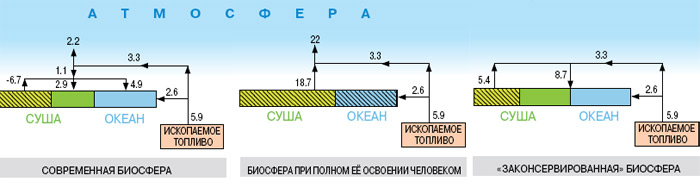 АТМОСФЕРА
2.2
3.3
1.1
-6.7
2.9
4.9
2.6
5.9
СУША
ОКЕАН
ИСКОПАЕМОЕ
ТОПЛИВО
СОВРЕМЕННАЯ БИОСФЕРА
22
3.3
18.7
2.6
5.9
СУША
ОКЕАН
ИСКОПАЕМОЕ
ТОПЛИВО
БИОСФЕРА ПРИ ПОЛНОМ ЕЁ ОСВОЕНИИ ЧЕЛОВЕКОМ
3.3
5.4
8.7
2.6
5.9
СУША
ОКЕАН
ИСКОПАЕМОЕ
ТОПЛИВО
«ЗАКОНСЕРВИРОВАННАЯ» БИОСФЕРА